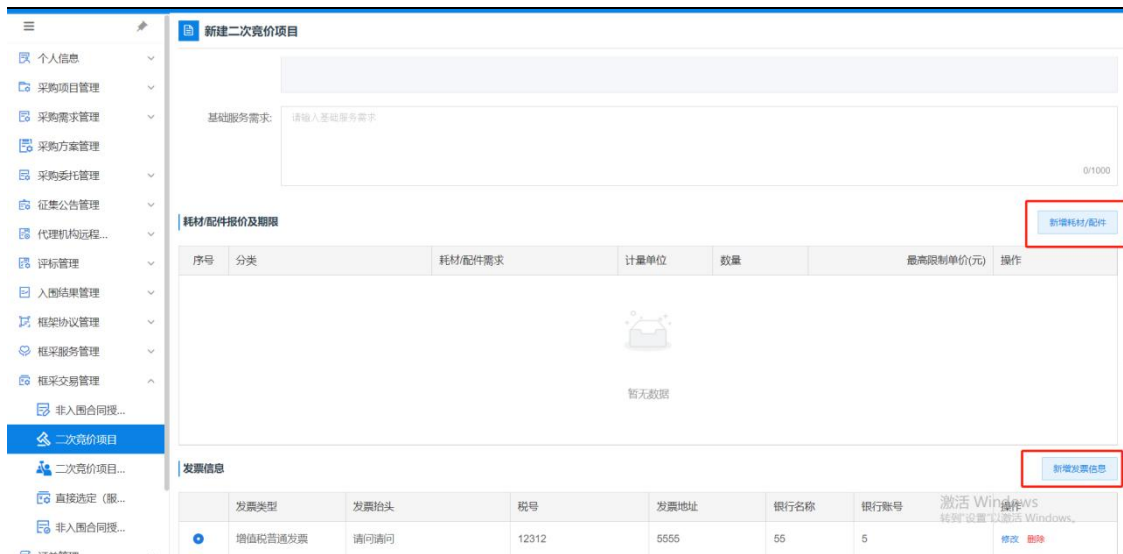 新建二次竞价项目
个人信息
采购项目管理
采购需求管理
采购方案管理
采购委托管理
征集公告管理
代理机构远程...
评标管理
入围结果管理
框架协议管理
框采服务管理
框采交易管理
非入围合同授...
二次竞价项目
二次竞价项目...
直接选定（服...
非入围合同授...
基础服务需求:
请输入基础服务需求
0/1000
耗材/配件报价及期限
新增耗材/配件
序号 分类 耗材/配件需求 计量单位 数量 最高限制单价(元) 操作
暂无数据
发票信息
新增发票信息
发票类型 发票抬头 税号 发票地址 银行名称 银行账号 操作
增值税普通发票 请问请问 12312 5555 55 5 修改 删除
激活 Windows
转到"设置"以激活 Windows。